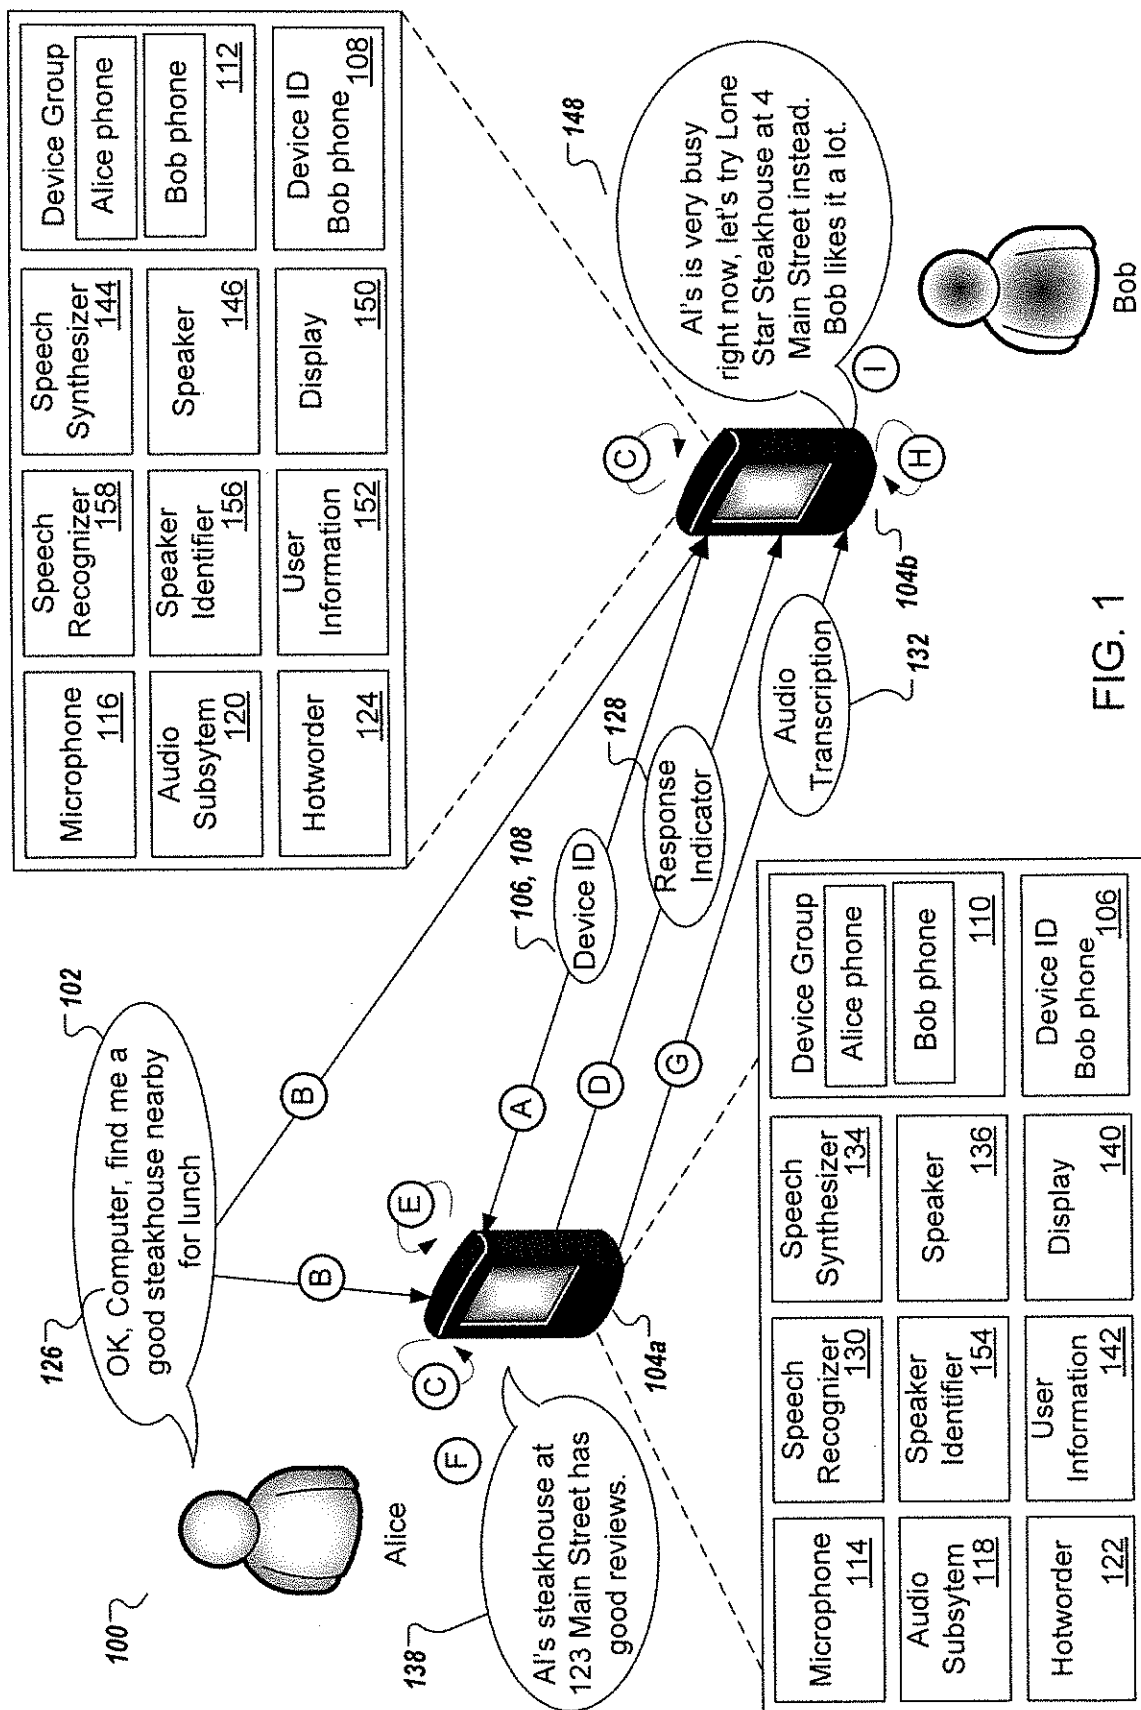 100
126
OK, Computer, find me a
good steakhouse nearby
for lunch
102
Microphone
116
Speech
Recognizer
158
Speech
Synthesizer
144
Device Group
Alice phone
Bob phone
112
Audio
Subsytem
120
Speaker
Identifier
156
Speaker
146
Hotworder
124
User
Information
152
Display
150
Device ID
Bob phone
108
Alice
B
B
C
E
F
138
Al's steakhouse at
123 Main Street has
good reviews.
104a
A
Device ID
106, 108
D
Response
Indicator
128
G
Audio
Transcription
132
C
104b
H
I
148
Al's is very busy
right now, let's try Lone
Star Steakhouse at 4
Main Street instead.
Bob likes it a lot.
Bob
Microphone
114
Speech
Recognizer
130
Speech
Synthesizer
134
Device Group
Alice phone
Bob phone
110
Audio
Subsytem
118
Speaker
Identifier
154
Speaker
136
Hotworder
122
User
Information
142
Display
140
Device ID
Bob phone
106
FIG. 1